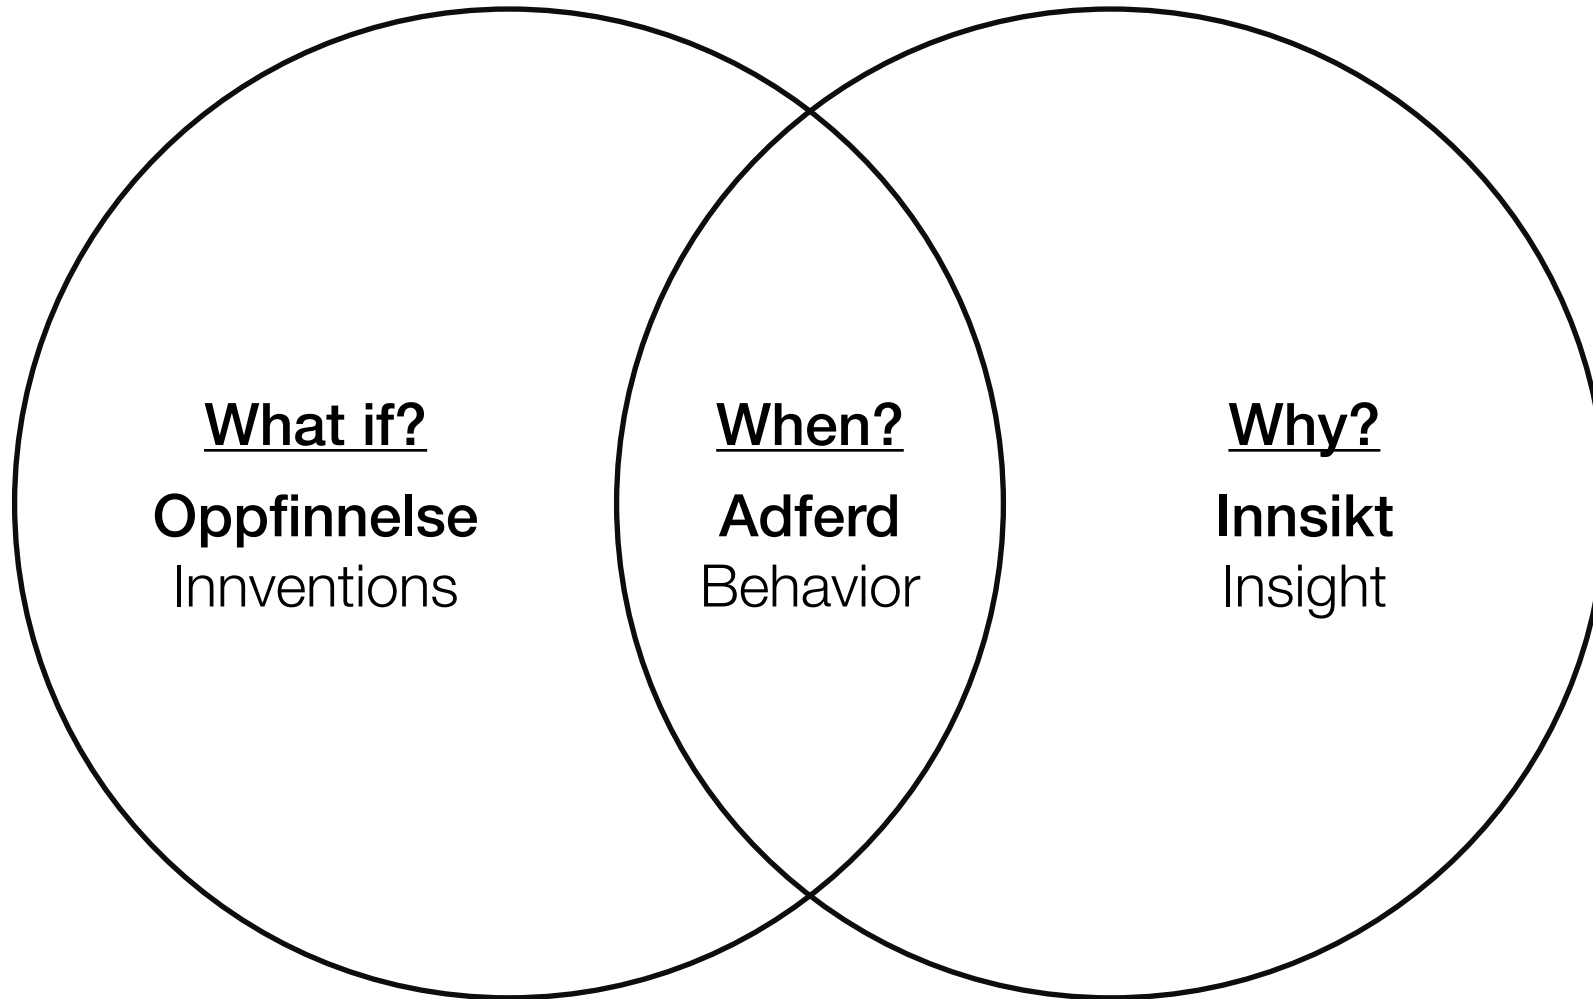 What if?
Oppfinnelse
Innventions
When?
Adferd
Behavior
Why?
Innsikt
Insight